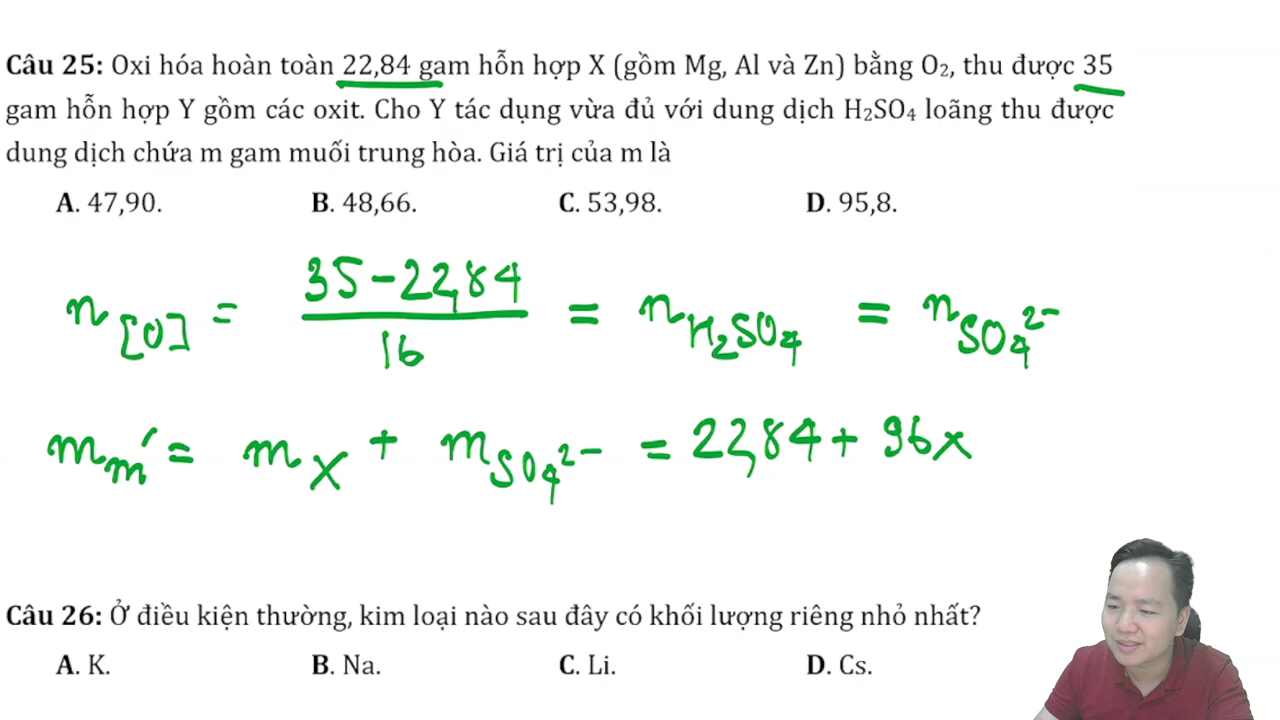 Câu 25: Oxi hóa hoàn toàn 22,84 gam hỗn hợp X (gồm Mg, Al và Zn) bằng O₂, thu được 35
gam hỗn hợp Y gồm các oxit. Cho Y tác dụng vừa đủ với dung dịch H₂SO₄ loãng thu được
dung dịch chứa m gam muối trung hòa. Giá trị của m là
A. 47,90. B. 48,66. C. 53,98. D. 95,8.
n[O] = (35-22,84)/16 = nH₂SO₄ = nSO₄²⁻
mm' = mX + mSO₄²⁻ = 22,84 + 96x
Câu 26: Ở điều kiện thường, kim loại nào sau đây có khối lượng riêng nhỏ nhất?
A. K. B. Na. C. Li. D. Cs.